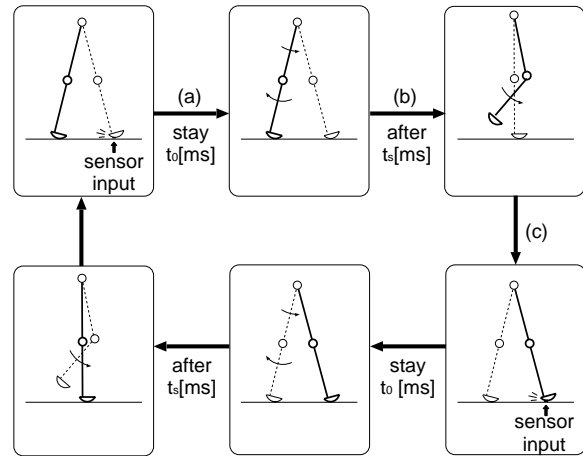 (a)
stay
t0[ms]
(b)
after
ts[ms]
sensor
input
(c)
after
ts[ms]
stay
t0 [ms]
sensor
input